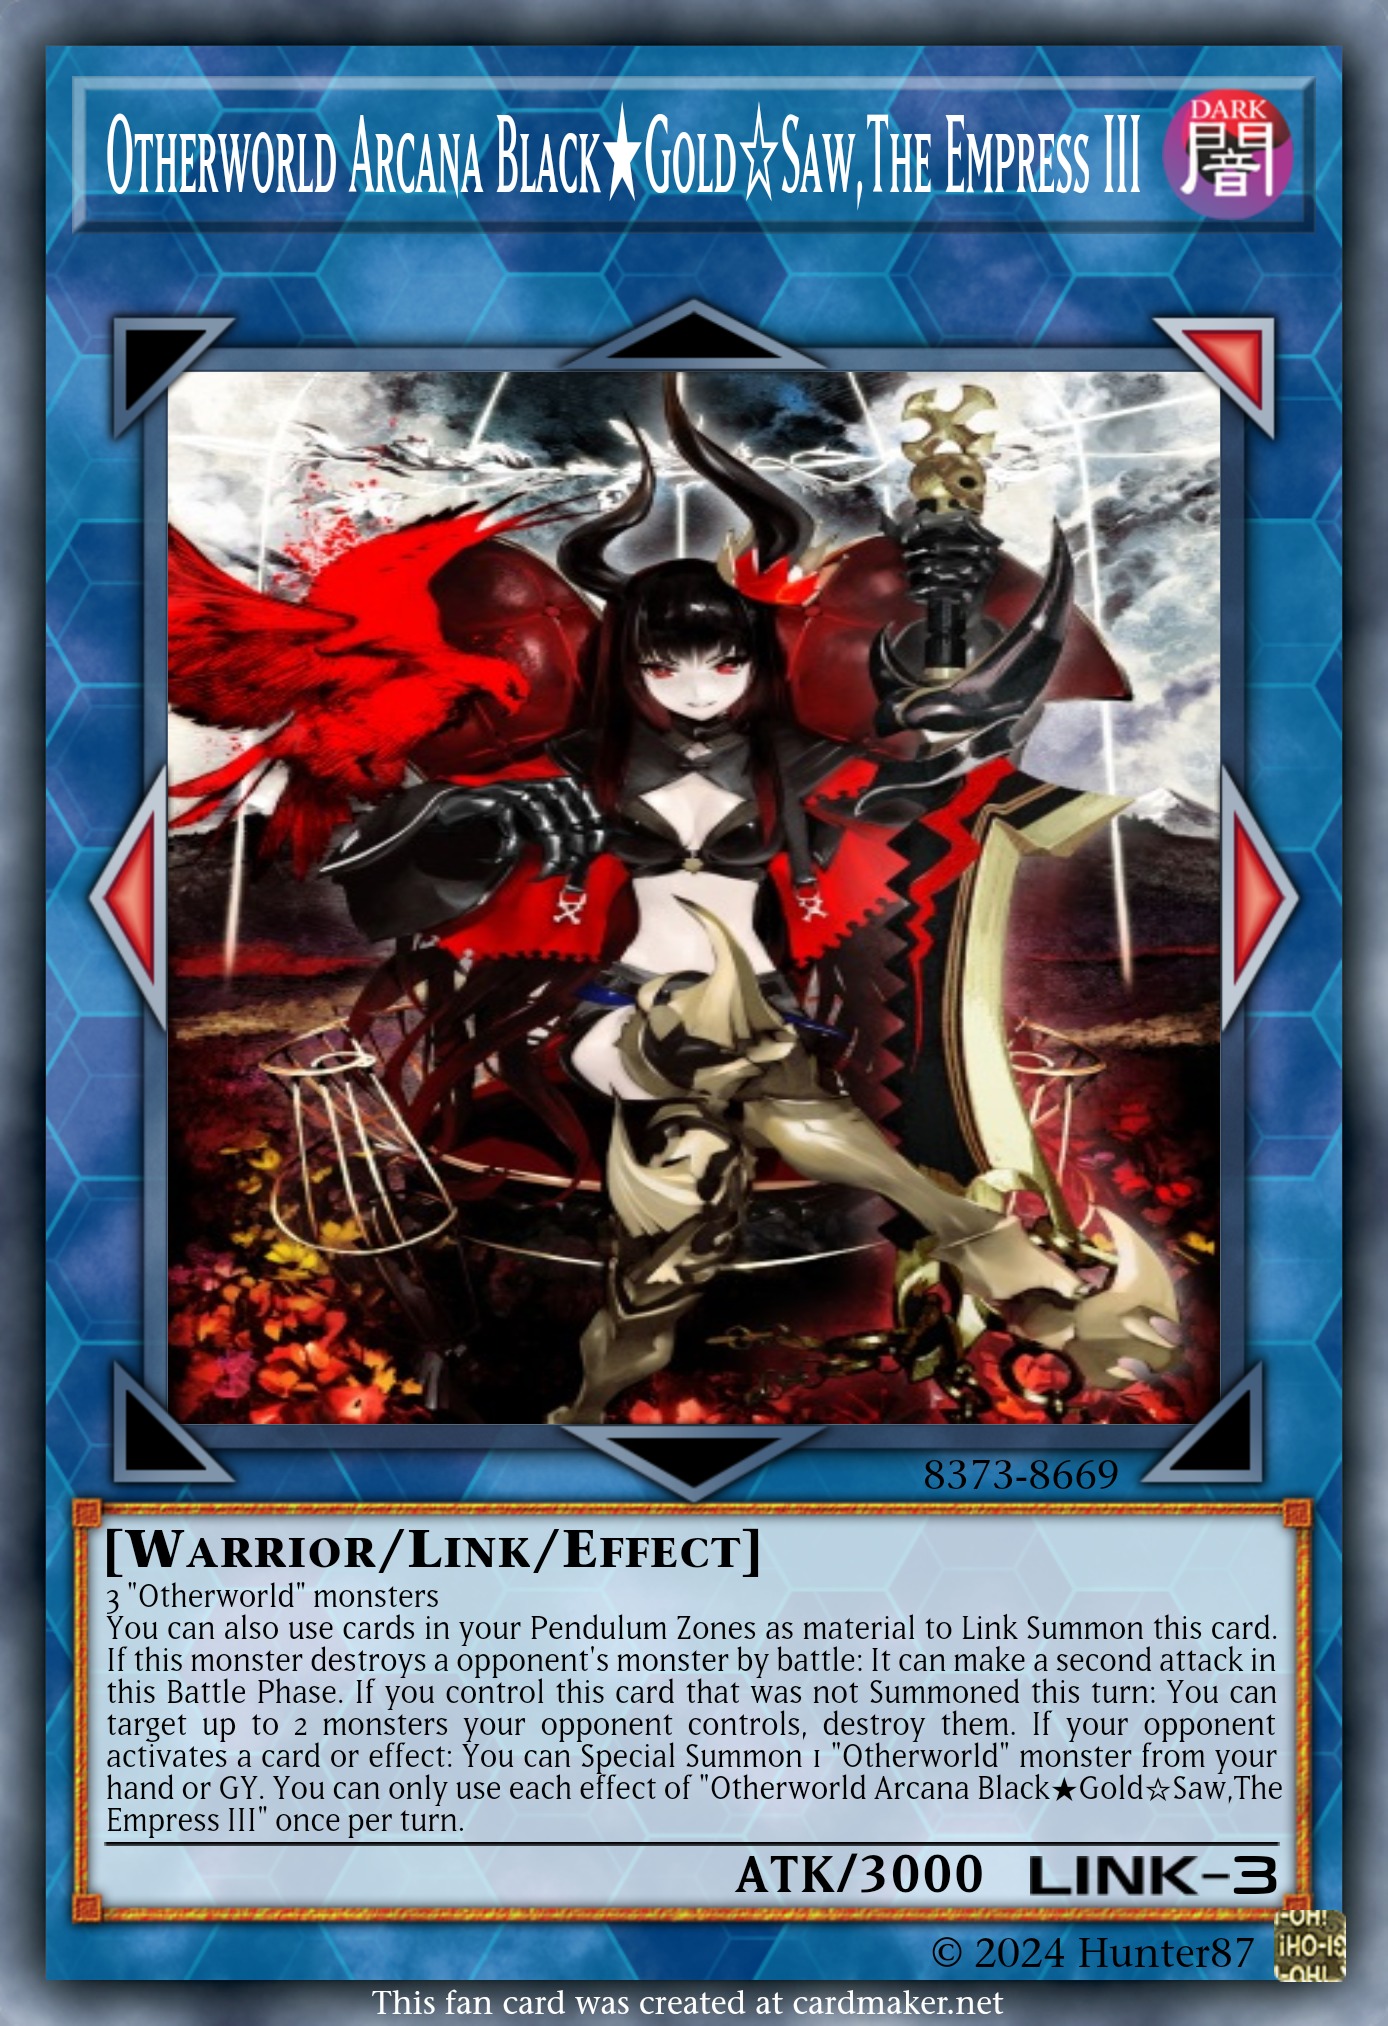 Otherworld Arcana Black★Gold☆Saw,The Empress III
DARK
闇
8373-8669
[Warrior/Link/Effect]
3 "Otherworld" monsters
You can also use cards in your Pendulum Zones as material to Link Summon this card.
If this monster destroys a opponent's monster by battle: It can make a second attack in
this Battle Phase. If you control this card that was not Summoned this turn: You can
target up to 2 monsters your opponent controls, destroy them. If your opponent
activates a card or effect: You can Special Summon 1 "Otherworld" monster from your
hand or GY. You can only use each effect of "Otherworld Arcana Black★Gold☆Saw,The
Empress III" once per turn.
ATK/3000 LINK-3
© 2024 Hunter87
-OH!
-OH!
This fan card was created at cardmaker.net